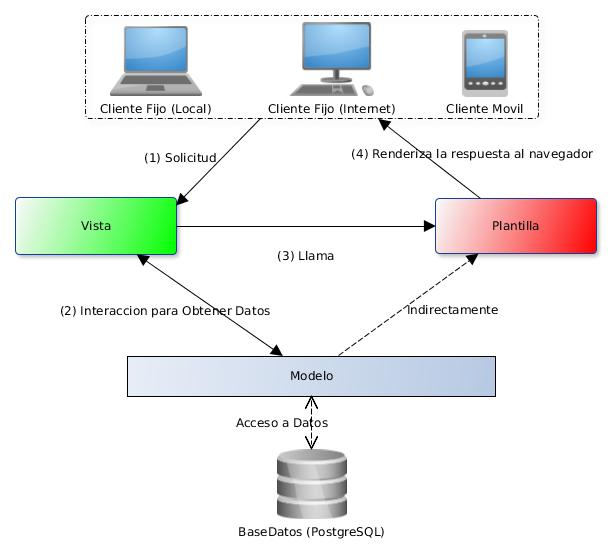 Cliente Fijo (Local)
Cliente Fijo (Internet)
Cliente Movil
(1) Solicitud
(4) Renderiza la respuesta al navegador
Vista
Plantilla
(3) Llama
(2) Interaccion para Obtener Datos
Indirectamente
Modelo
Acceso a Datos
BaseDatos (PostgreSQL)